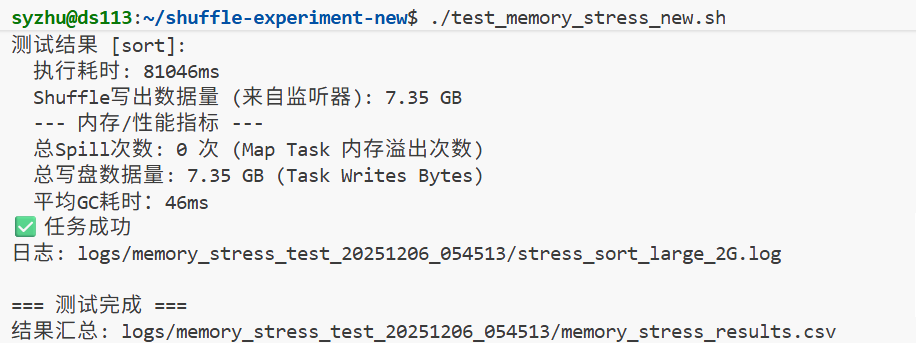 syzhu@ds113:~/shuffle-experiment-new$ ./test_memory_stress_new.sh
测试结果 [sort]:
  执行耗时: 81046ms
  Shuffle写出数据量 (来自监听器): 7.35 GB
  --- 内存/性能指标 ---
  总Spill次数: 0 次 (Map Task 内存溢出次数)
  总写盘数据量: 7.35 GB (Task Writes Bytes)
  平均GC耗时: 46ms
✅ 任务成功
日志: logs/memory_stress_test_20251206_054513/stress_sort_large_2G.log
=== 测试完成 ===
结果汇总: logs/memory_stress_test_20251206_054513/memory_stress_results.csv